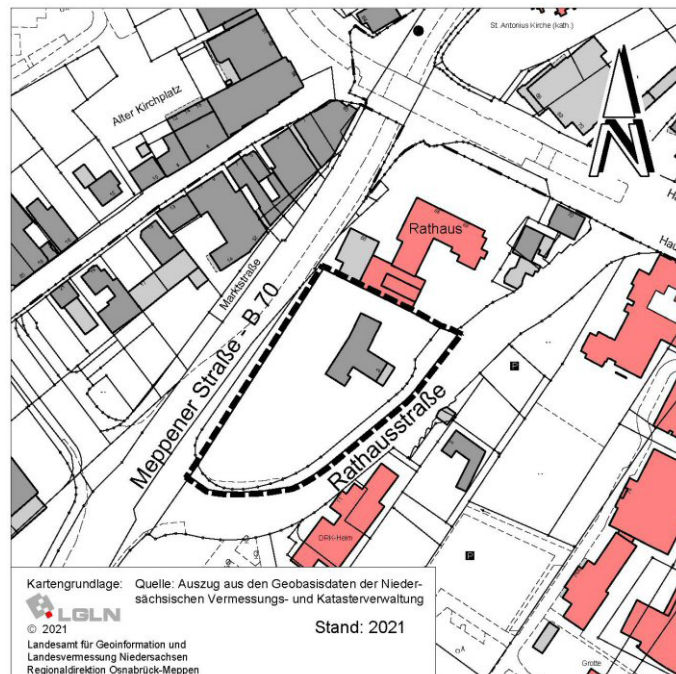 St. Antonius Kirche (kath.)
Alter Kirchplatz
N
Ha
Rathaus
Hau
Marktstraße
Meppener Straße - B 70
P
Rathausstraße
DRK-Heim
P
Grotte
Kartengrundlage: Quelle: Auszug aus den Geobasisdaten der Nieder-
sächsischen Vermessungs- und Katasterverwaltung
LGLN
© 2021
Stand: 2021
Landesamt für Geoinformation und
Landesvermessung Niedersachsen
Regionaldirektion Osnabrück-Meppen